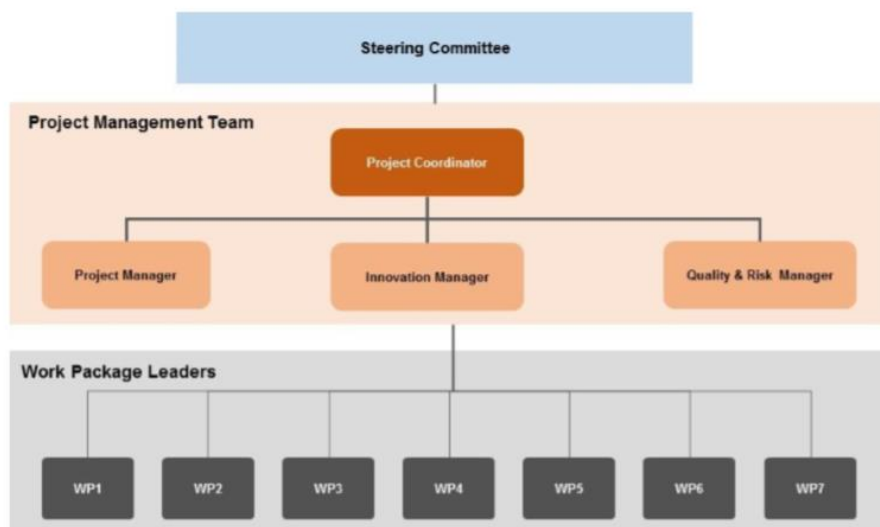 Steering Committee
Project Management Team
Project Coordinator
Project Manager
Innovation Manager
Quality & Risk Manager
Work Package Leaders
WP1
WP2
WP3
WP4
WP5
WP6
WP7